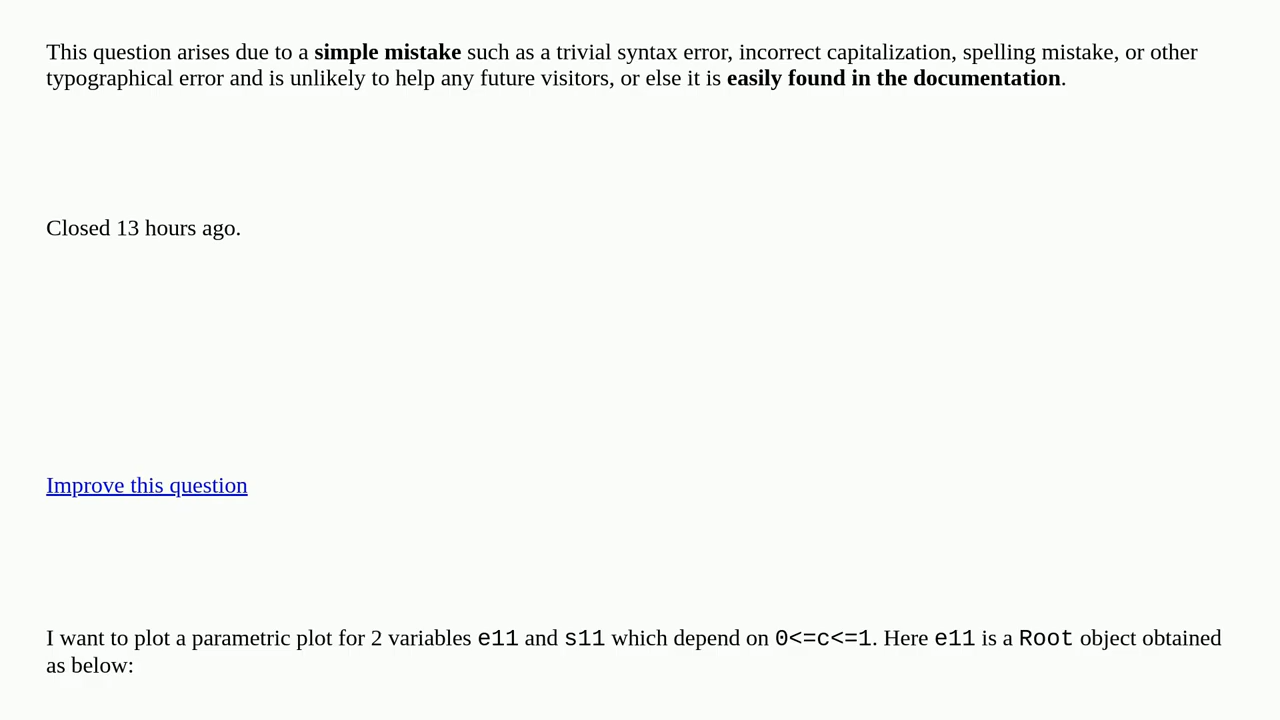 This question arises due to a simple mistake such as a trivial syntax error, incorrect capitalization, spelling mistake, or other
typographical error and is unlikely to help any future visitors, or else it is easily found in the documentation.
Closed 13 hours ago.
Improve this question
I want to plot a parametric plot for 2 variables e11 and s11 which depend on 0<=c<=1. Here e11 is a Root object obtained
as below: